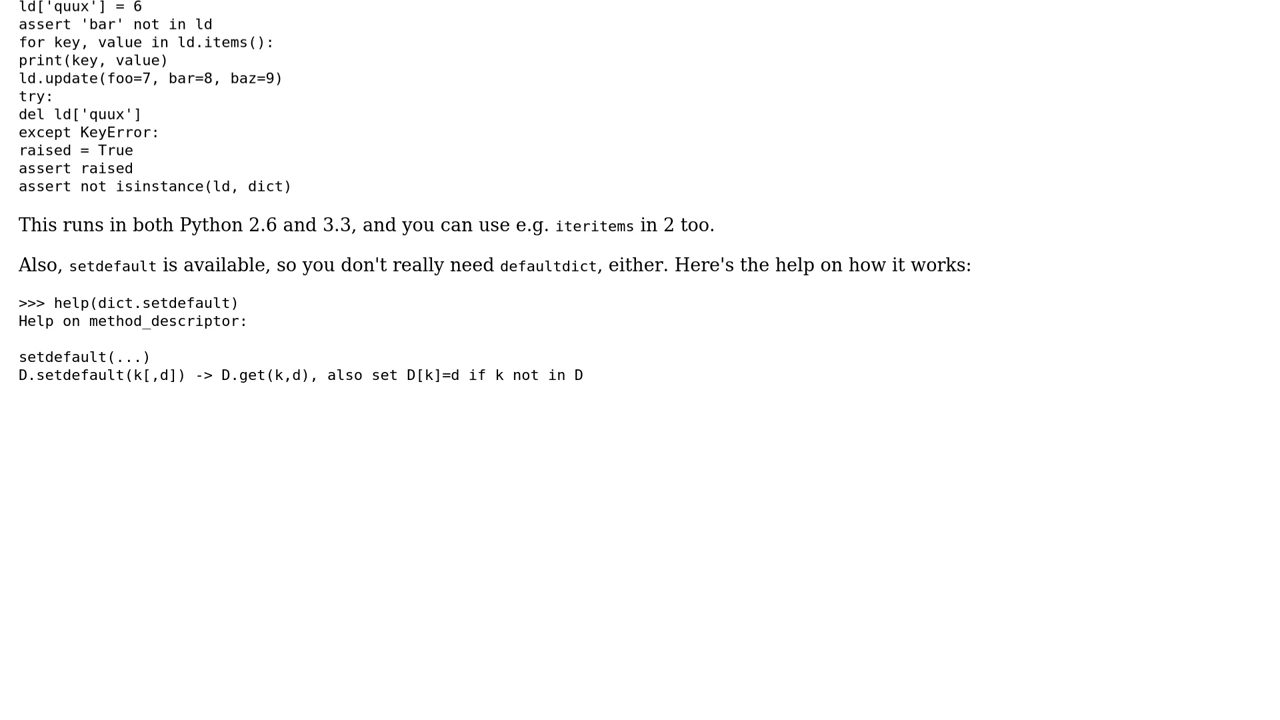 ld['quux'] = 6
assert 'bar' not in ld
for key, value in ld.items():
print(key, value)
ld.update(foo=7, bar=8, baz=9)
try:
del ld['quux']
except KeyError:
raised = True
assert raised
assert not isinstance(ld, dict)
This runs in both Python 2.6 and 3.3, and you can use e.g. iteritems in 2 too.
Also, setdefault is available, so you don't really need defaultdict, either. Here's the help on how it works:
>>> help(dict.setdefault)
Help on method_descriptor:
setdefault(...)
D.setdefault(k[,d]) -> D.get(k,d), also set D[k]=d if k not in D